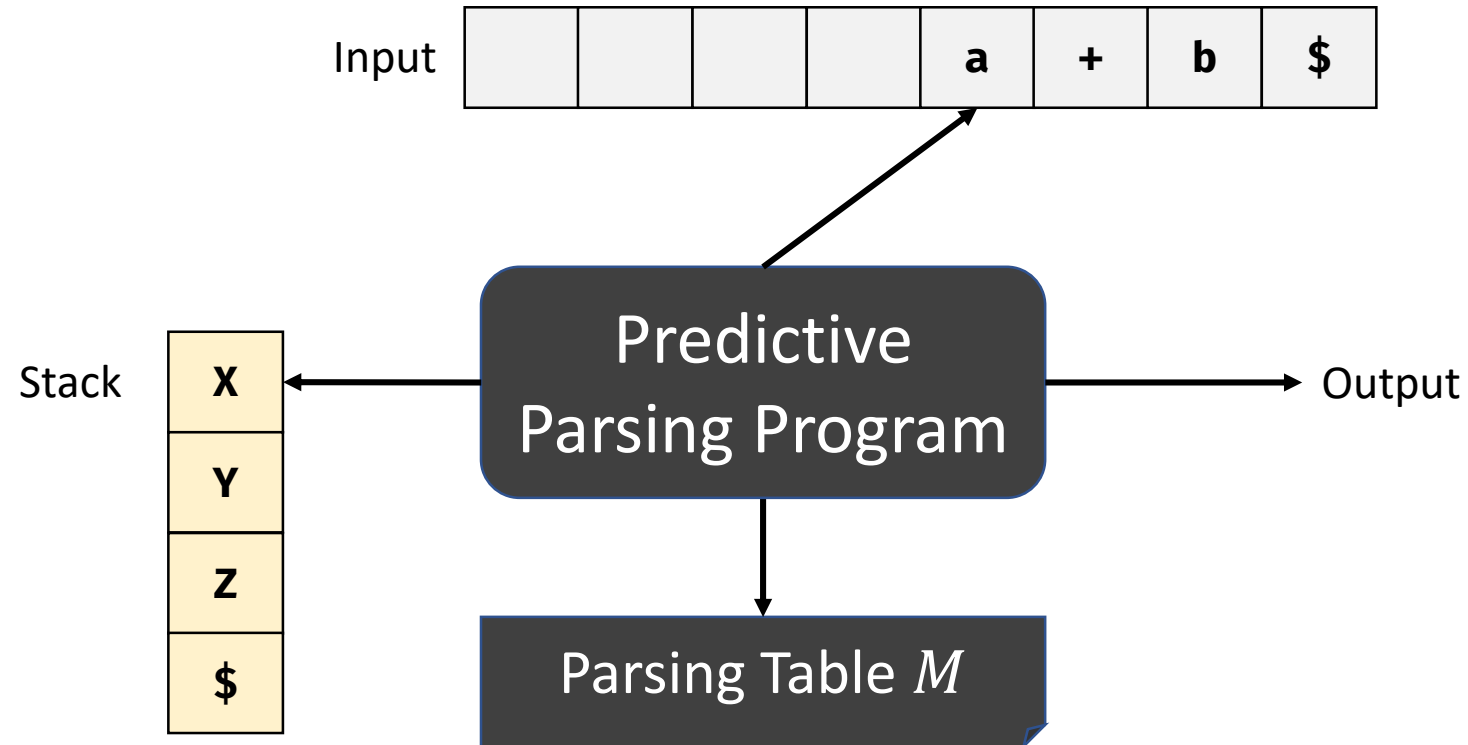 Input a + b $
Predictive
Parsing Program
Stack
X
Y
Z
$
Output
Parsing Table M